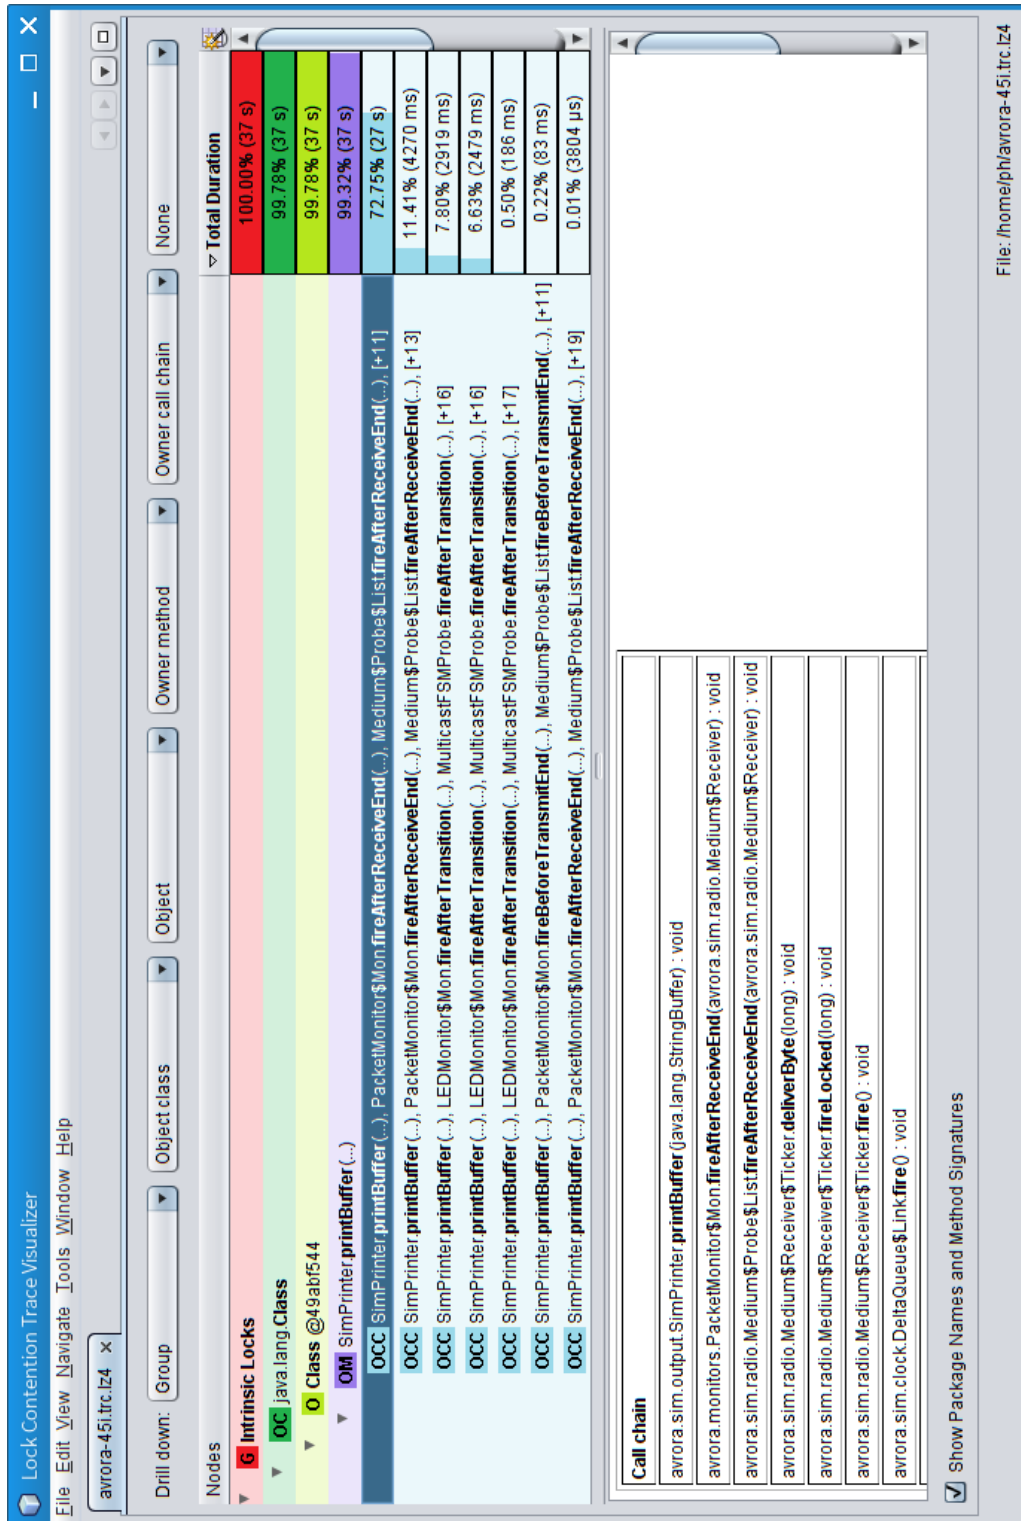 Lock Contention Trace Visualizer
File Edit View Navigate Tools Window Help
avrora-45i.trc.lz4
Drill down: Group Object class Object Owner method Owner call chain None
Nodes Total Duration
G Intrinsic Locks 100.00% (37 s)
OC java.lang.Class 99.78% (37 s)
O Class @49abf544 99.78% (37 s)
OM SimPrinter.printBuffer(...) 99.32% (37 s)
OCC SimPrinter.printBuffer(...), PacketMonitor$Mon.fireAfterReceiveEnd(...), Medium$Probe$List.fireAfterReceiveEnd(...), [+11] 72.75% (27 s)
OCC SimPrinter.printBuffer(...), PacketMonitor$Mon.fireAfterReceiveEnd(...), Medium$Probe$List.fireAfterReceiveEnd(...), [+13] 11.41% (4270 ms)
OCC SimPrinter.printBuffer(...), LEDMonitor$Mon.fireAfterTransition(...), MulticastFSMProbe.fireAfterTransition(...), [+16] 7.80% (2919 ms)
OCC SimPrinter.printBuffer(...), LEDMonitor$Mon.fireAfterTransition(...), MulticastFSMProbe.fireAfterTransition(...), [+16] 6.63% (2479 ms)
OCC SimPrinter.printBuffer(...), LEDMonitor$Mon.fireAfterTransition(...), MulticastFSMProbe.fireAfterTransition(...), [+17] 0.50% (186 ms)
OCC SimPrinter.printBuffer(...), PacketMonitor$Mon.fireBeforeTransmitEnd(...), Medium$Probe$List.fireBeforeTransmitEnd(...), [+11] 0.22% (83 ms)
OCC SimPrinter.printBuffer(...), PacketMonitor$Mon.fireAfterReceiveEnd(...), Medium$Probe$List.fireAfterReceiveEnd(...), [+19] 0.01% (3804 µs)
Call chain
avrora.sim.output.SimPrinter.printBuffer(java.lang.StringBuffer) : void
avrora.monitors.PacketMonitor$Mon.fireAfterReceiveEnd(avrora.sim.radio.Medium$Receiver) : void
avrora.sim.radio.Medium$Probe$List.fireAfterReceiveEnd(avrora.sim.radio.Medium$Receiver) : void
avrora.sim.radio.Medium$Receiver$Ticker.deliverByte(long) : void
avrora.sim.radio.Medium$Receiver$Ticker.fireLocked(long) : void
avrora.sim.radio.Medium$Receiver$Ticker.fire() : void
avrora.sim.clock.DeltaQueue$Link.fire() : void
Show Package Names and Method Signatures
File: /home/ph/avrora-45i.trc.lz4